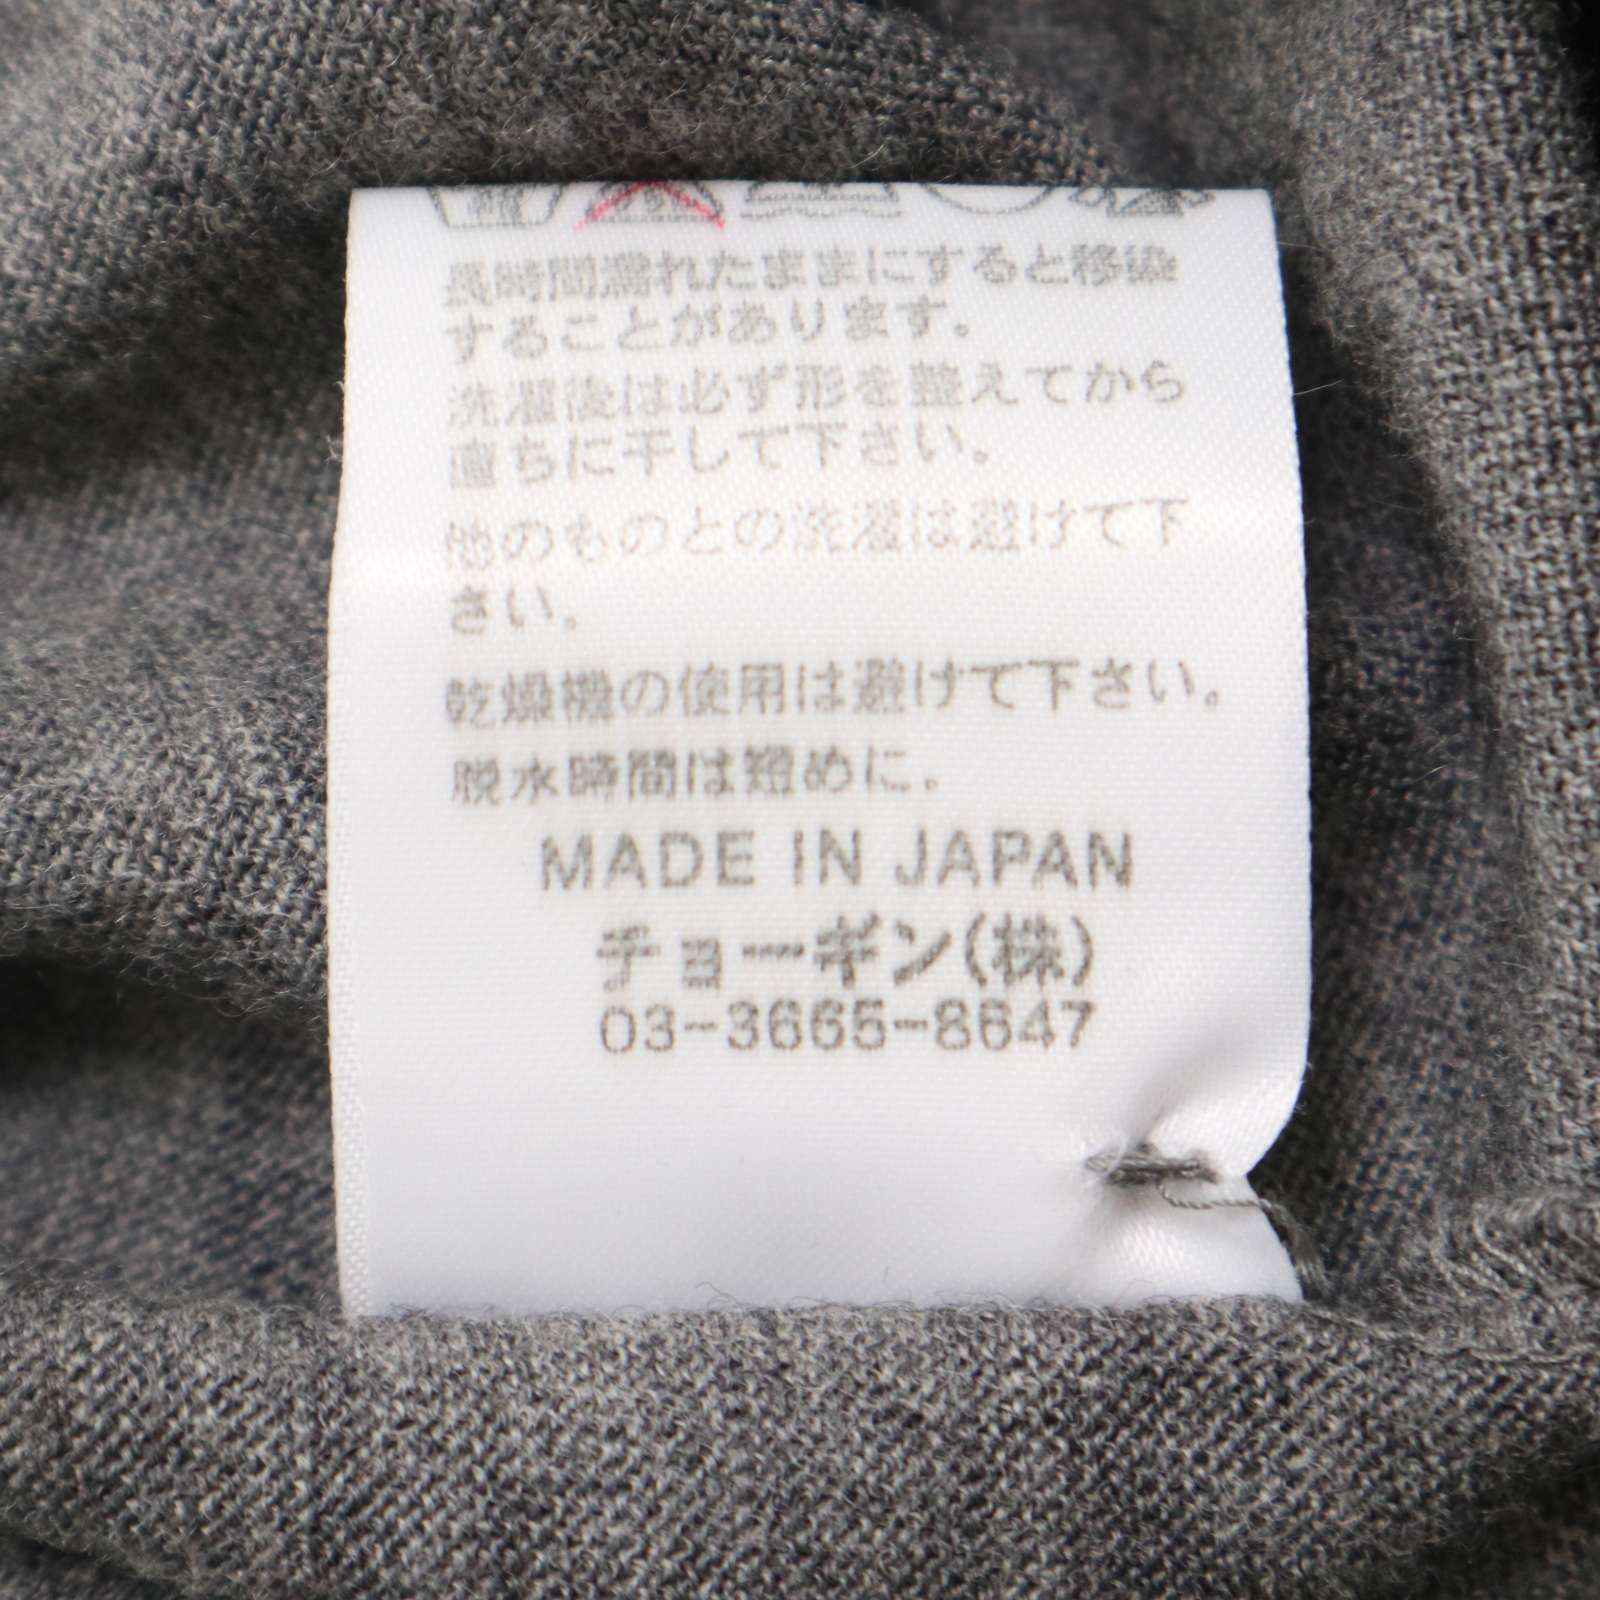 長時間濡れたままにすると移染
することがあります。
洗濯後は必ず形を整えてから
直ちに干して下さい。
他のものとの洗濯は避けて下
さい。
乾燥機の使用は避けて下さい。
脱水時間は短めに。
MADE IN JAPAN
チョーギン(株)
03-3665-8647